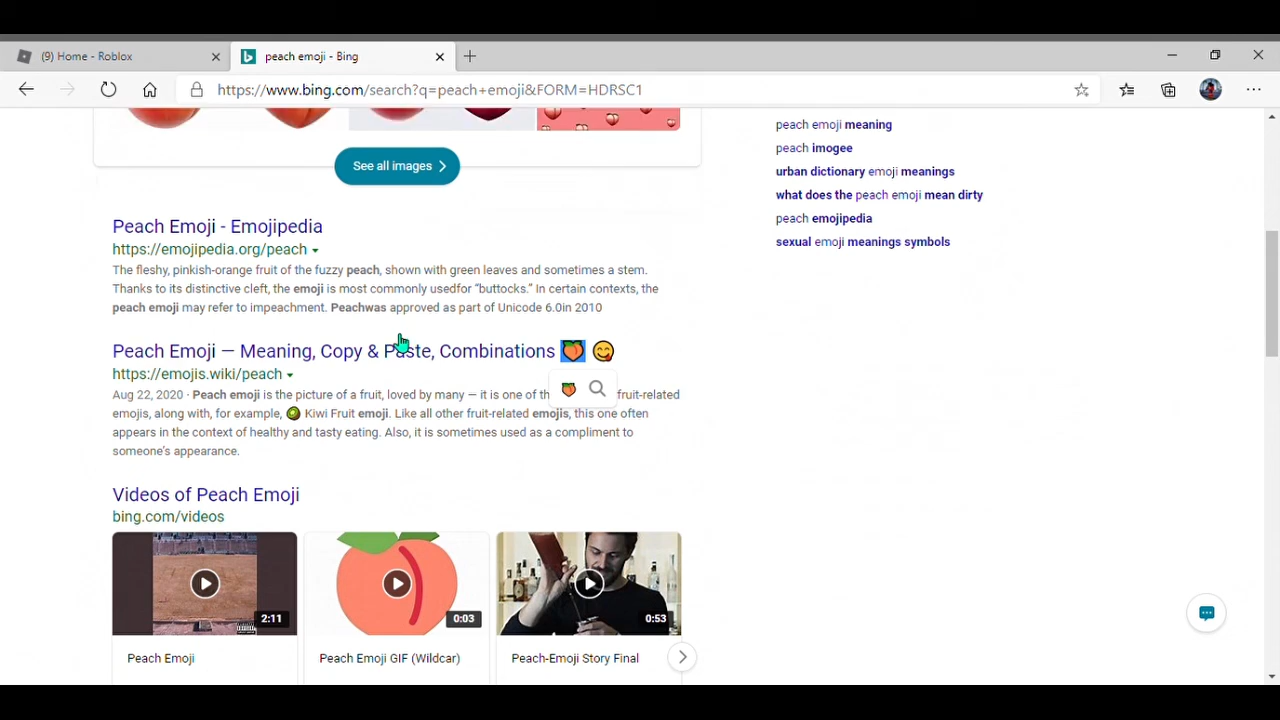 (9) Home - Roblox
peach emoji - Bing
https://www.bing.com/search?q=peach+emoji&FORM=HDRSC1
See all images
peach emoji meaning
peach imogee
urban dictionary emoji meanings
what does the peach emoji mean dirty
peach emojipedia
sexual emoji meanings symbols
Peach Emoji - Emojipedia
https://emojipedia.org/peach
The fleshy, pinkish-orange fruit of the fuzzy peach, shown with green leaves and sometimes a stem.
Thanks to its distinctive cleft, the emoji is most commonly usedfor “buttocks.” In certain contexts, the
peach emoji may refer to impeachment. Peachwas approved as part of Unicode 6.0in 2010
Peach Emoji — Meaning, Copy & Paste, Combinations 🍑 😋
https://emojis.wiki/peach
Aug 22, 2020 · Peach emoji is the picture of a fruit, loved by many — it is one of th fruit-related
emojis, along with, for example, 🥝 Kiwi Fruit emoji. Like all other fruit-related emojis, this one often
appears in the context of healthy and tasty eating. Also, it is sometimes used as a compliment to
someone's appearance.
Videos of Peach Emoji
bing.com/videos
2:11
0:03
0:53
Peach Emoji
Peach Emoji GIF (Wildcar)
Peach-Emoji Story Final